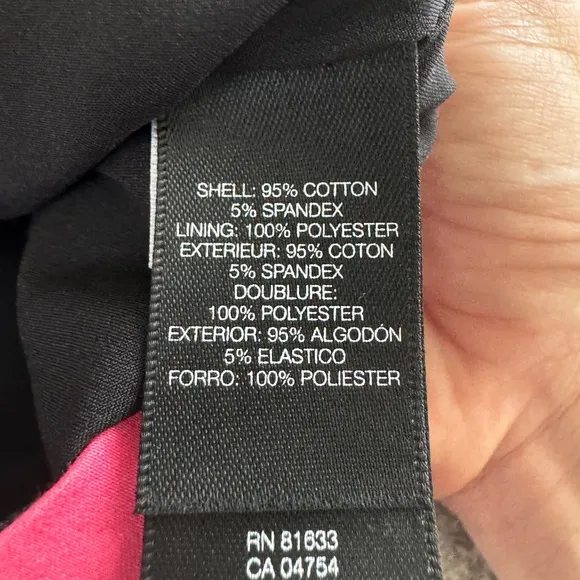 SHELL: 95% COTTON
5% SPANDEX
LINING: 100% POLYESTER
EXTERIEUR: 95% COTON
5% SPANDEX
DOUBLURE:
100% POLYESTER
EXTERIOR: 95% ALGODÓN
5% ELASTICO
FORRO: 100% POLIESTER
RN 81633
CA 04754